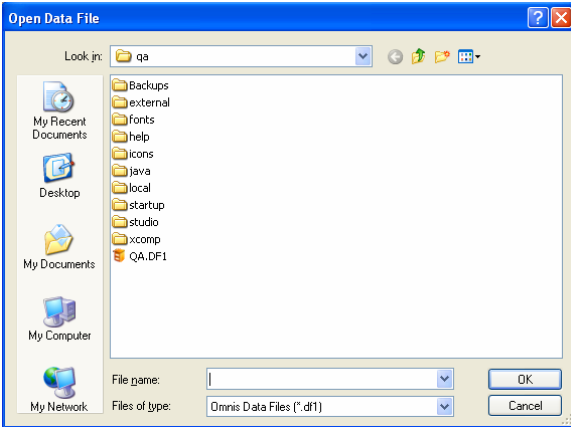 Open Data File
Look in: qa
My Recent
Documents
Desktop
My Documents
My Computer
My Network
Backups
external
fonts
help
icons
java
local
startup
studio
xcomp
QA.DF1
File name: OK
Files of type: Omnis Data Files (*.df1) Cancel